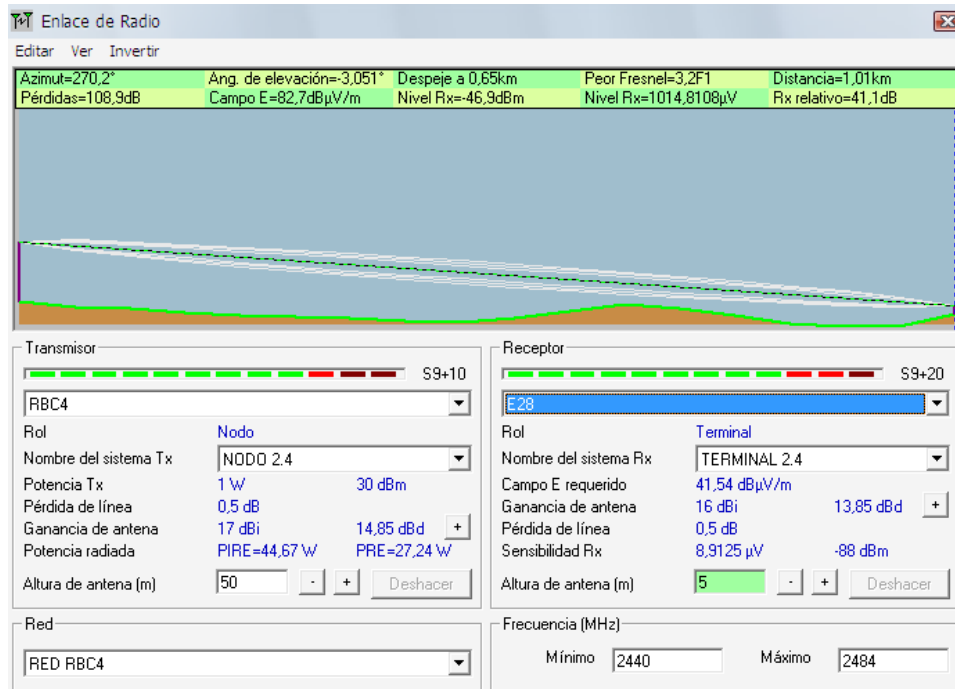 Enlace de Radio
Editar Ver Invertir
Azimut=270,2° Ang. de elevación=-3,051° Despeje a 0,65km Peor Fresnel=3,2F1 Distancia=1,01km
Pérdidas=108,9dB Campo E=82,7dBµV/m Nivel Rx=-46,9dBm Nivel Rx=1014,8108µV Rx relativo=41,1dB
Transmisor
S9+10
RBC4
Rol Nodo
Nombre del sistema Tx NODO 2.4
Potencia Tx 1 W 30 dBm
Pérdida de línea 0,5 dB
Ganancia de antena 17 dBi 14,85 dBd +
Potencia radiada PIRE=44,67 W PRE=27,24 W
Altura de antena (m) 50 - + Deshacer
Receptor
S9+20
E28
Rol Terminal
Nombre del sistema Rx TERMINAL 2.4
Campo E requerido 41,54 dBµV/m
Ganancia de antena 16 dBi 13,85 dBd +
Pérdida de línea 0,5 dB
Sensibilidad Rx 8,9125 µV -88 dBm
Altura de antena (m) 5 - + Deshacer
Red
RED RBC4
Frecuencia (MHz)
Mínimo 2440 Máximo 2484